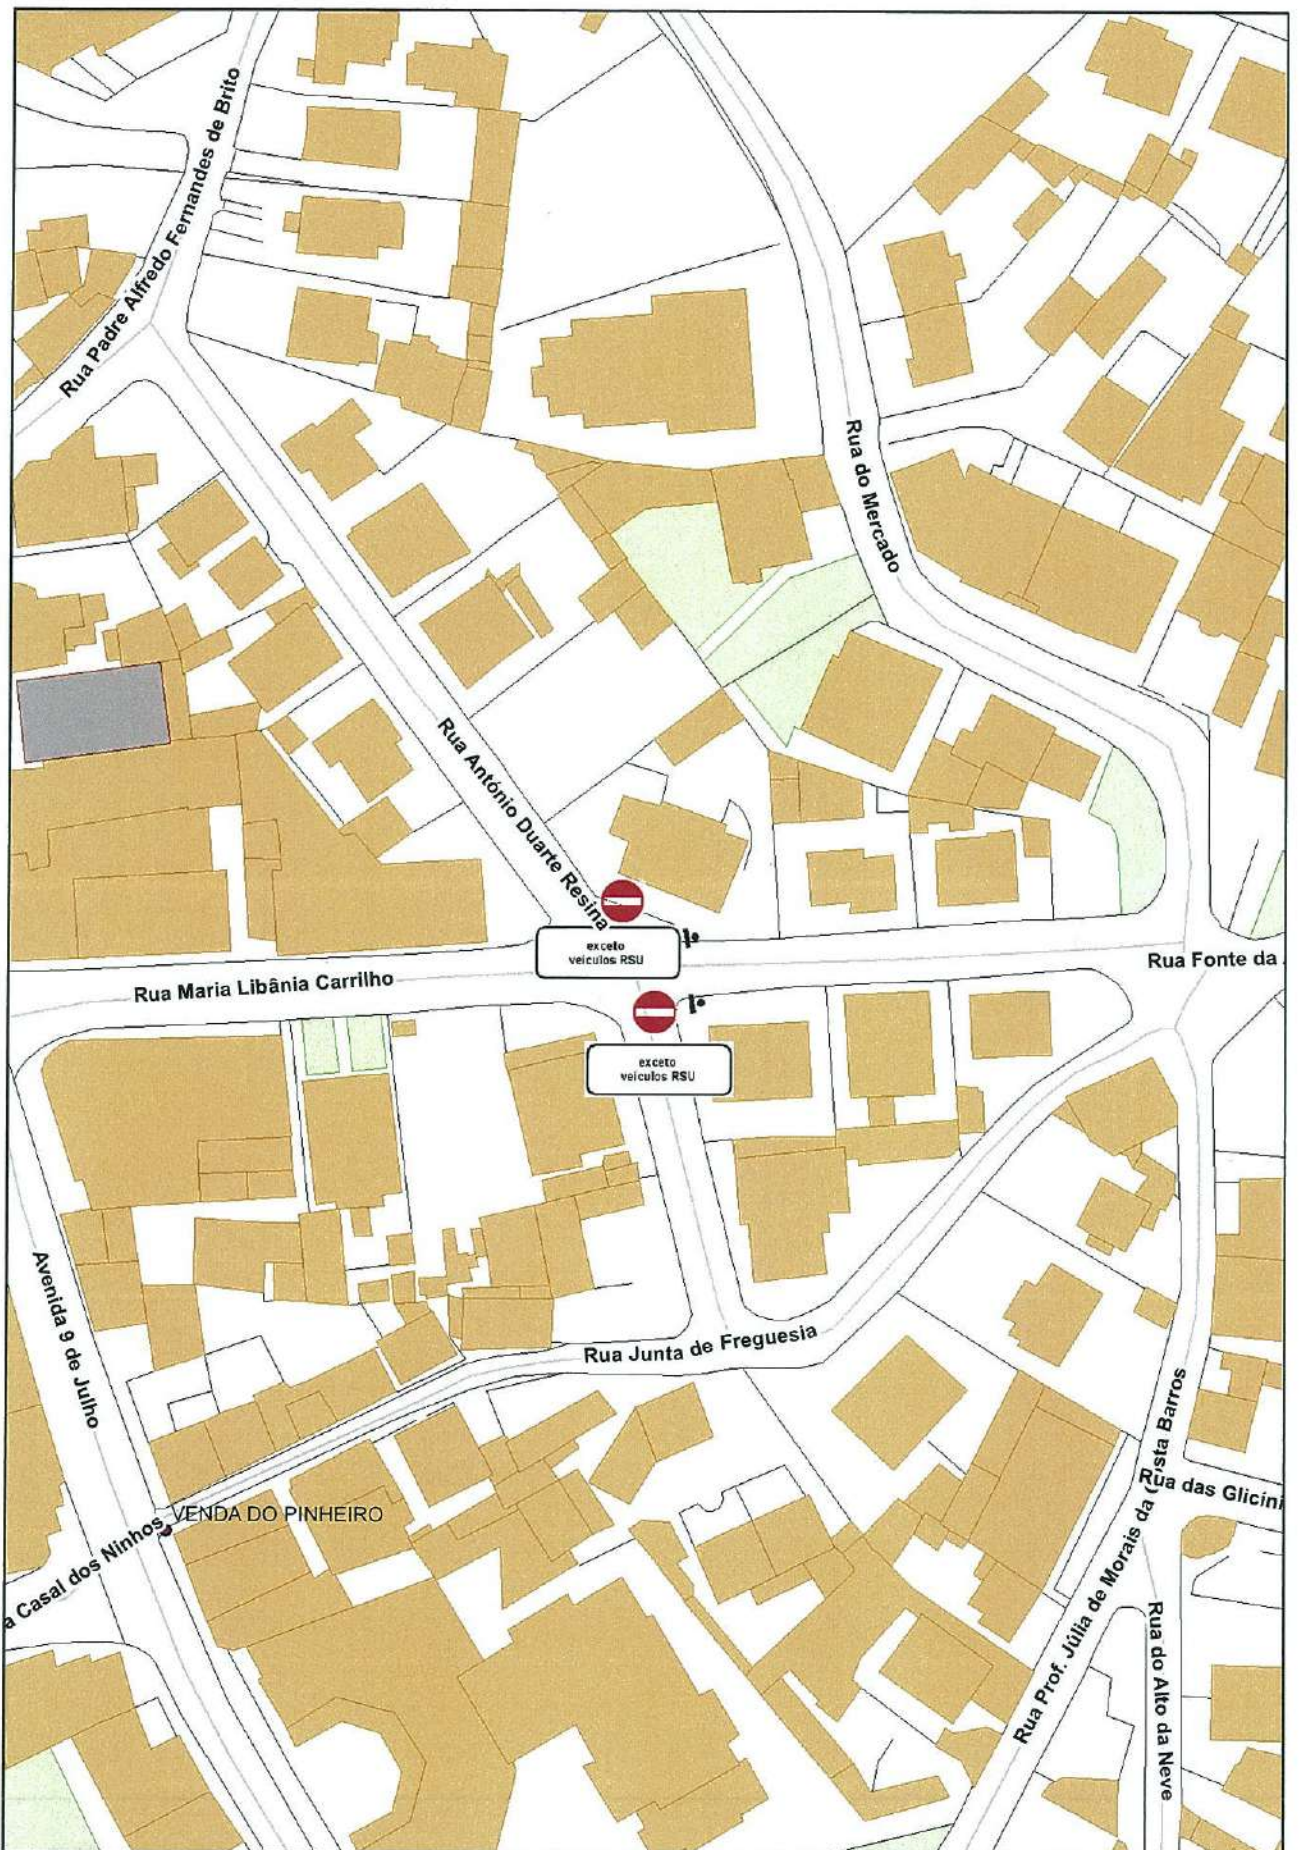 Rua Padre Alfredo Fernandes de Brito
Rua do Mercado
Rua António Duarte Resina
exceto
veículos RSU
Rua Maria Libânia Carrilho
Rua Fonte da
exceto
veículos RSU
Avenida 9 de Julho
Rua Junta de Freguesia
VENDA DO PINHEIRO
a Casal dos Ninhos
Rua Prof. Júlia de Morais da sta Barros
Rua das Glicini
Rua do Alto da Neve